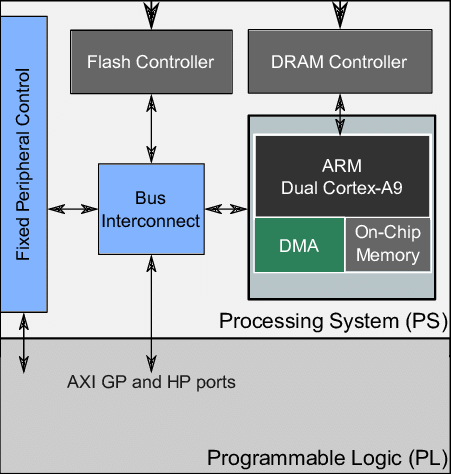 Fixed Peripheral Control
Flash Controller
DRAM Controller
ARM
Dual Cortex-A9
Bus
Interconnect
DMA
On-Chip
Memory
Processing System (PS)
AXI GP and HP ports
Programmable Logic (PL)